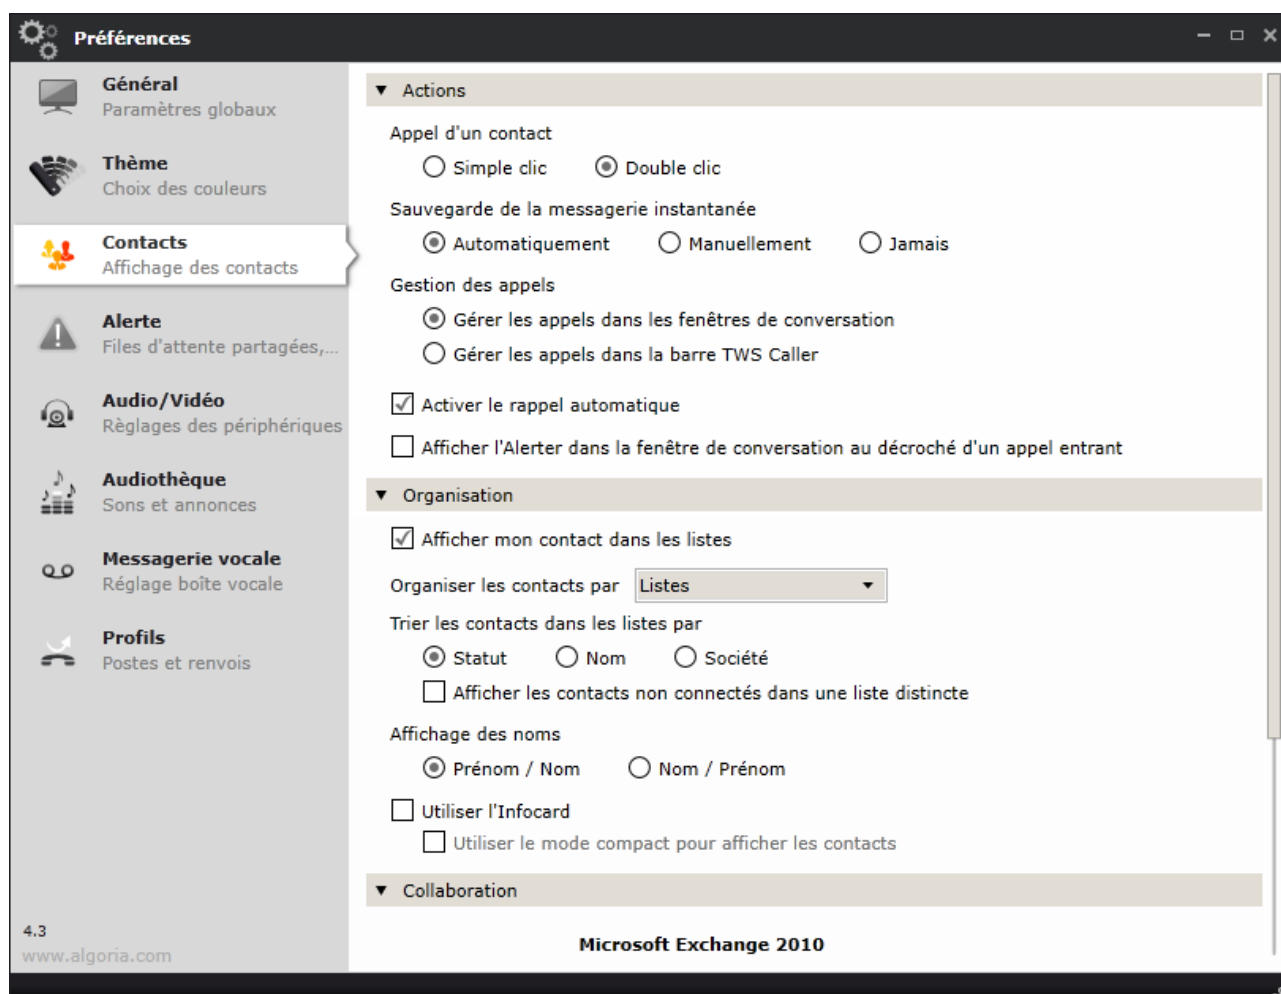 Préférences
Général
Paramètres globaux
Thème
Choix des couleurs
Contacts
Affichage des contacts
Alerte
Files d'attente partagées,...
Audio/Vidéo
Règlages des périphériques
Audiothèque
Sons et annonces
Messagerie vocale
Réglage boîte vocale
Profils
Postes et renvois
4.3
www.algoria.com
Actions
Appel d'un contact
Simple clic Double clic
Sauvegarde de la messagerie instantanée
Automatiquement Manuellement Jamais
Gestion des appels
Gérer les appels dans les fenêtres de conversation
Gérer les appels dans la barre TWS Caller
Activer le rappel automatique
Afficher l'Alerter dans la fenêtre de conversation au décroché d'un appel entrant
Organisation
Afficher mon contact dans les listes
Organiser les contacts par Listes
Trier les contacts dans les listes par
Statut Nom Société
Afficher les contacts non connectés dans une liste distincte
Affichage des noms
Prénom / Nom Nom / Prénom
Utiliser l'Infocard
Utiliser le mode compact pour afficher les contacts
Collaboration
Microsoft Exchange 2010